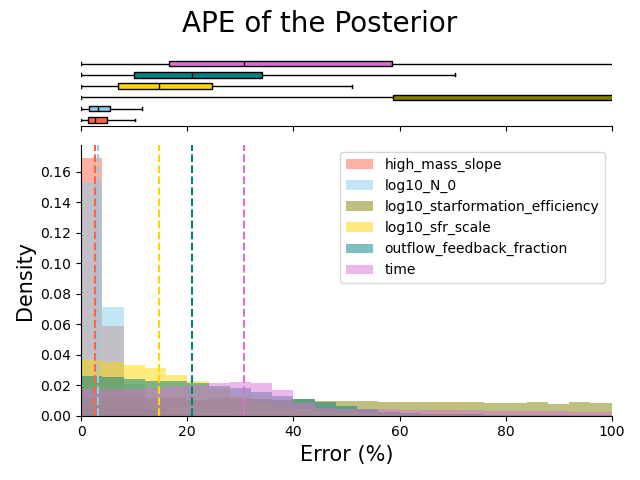 APE of the Posterior
0.16
0.14
0.12
0.10
0.08
0.06
0.04
0.02
0.00
Density
high_mass_slope
log10_N_0
log10_starformation_efficiency
log10_sfr_scale
outflow_feedback_fraction
time
0 20 40 60 80 100
Error (%)